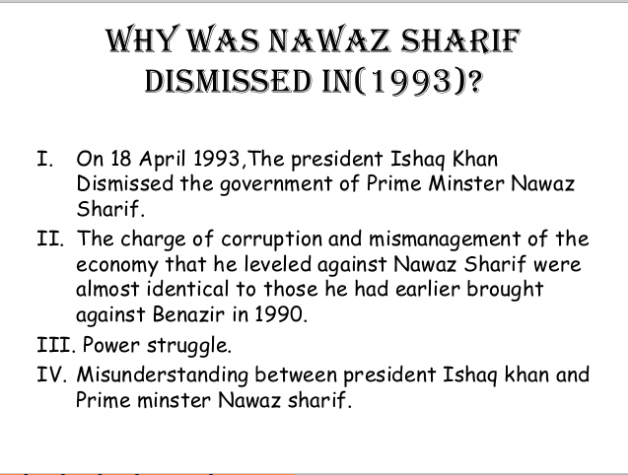 WHY WAS NAWAZ SHARIF
DISMISSED IN(1993)?
I. On 18 April 1993,The president Ishaq Khan
Dismissed the government of Prime Minster Nawaz
Sharif.
II. The charge of corruption and mismanagement of the
economy that he leveled against Nawaz Sharif were
almost identical to those he had earlier brought
against Benazir in 1990.
III. Power struggle.
IV. Misunderstanding between president Ishaq khan and
Prime minster Nawaz sharif.